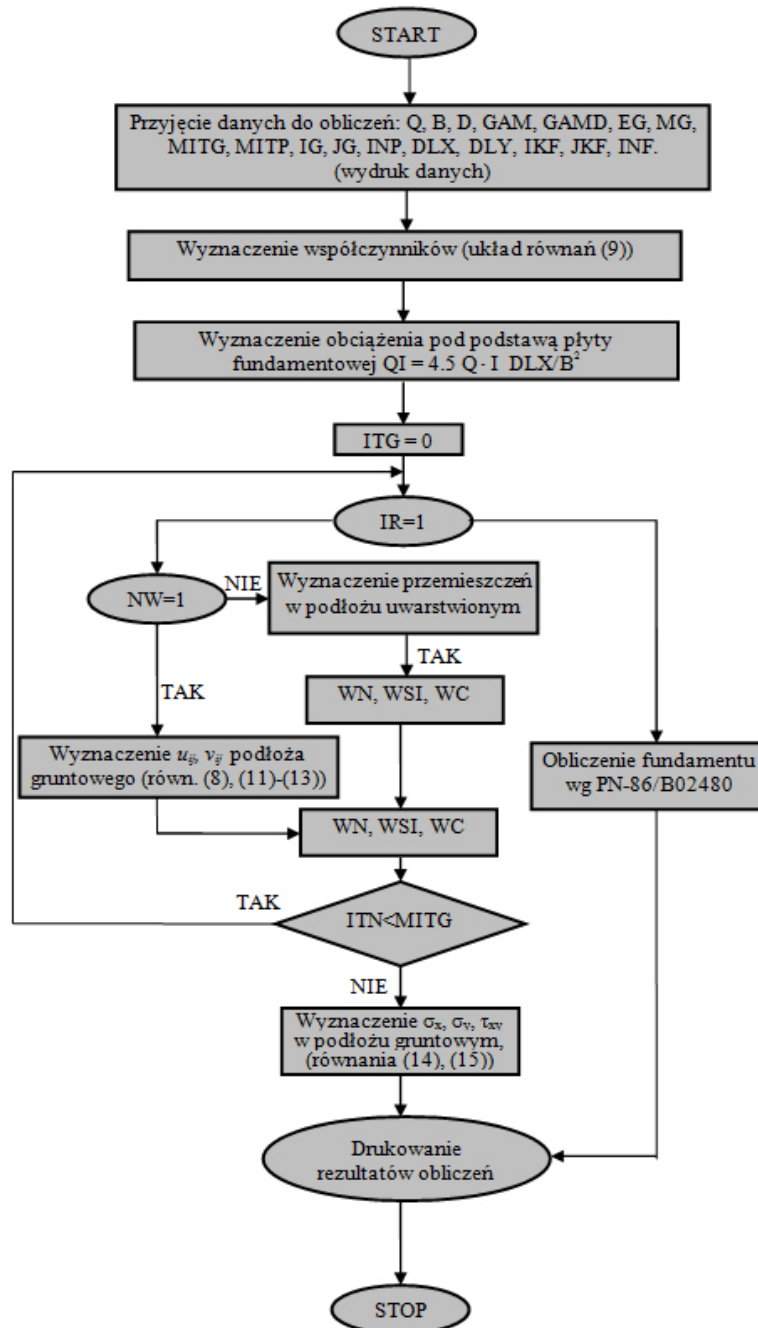 START
Przyjęcie danych do obliczeń: Q, B, D, GAM, GAMD, EG, MG,
MITG, MITP, IG, JG, INP, DLX, DLY, IKF, JKF, INF.
(wydruk danych)
Wyznaczenie współczynników (układ równań (9))
Wyznaczenie obciążenia pod podstawą płyty
fundamentowej QI = 4.5 Q · I DLX/B²
ITG = 0
IR=1
NW=1
NIE
Wyznaczenie przemieszczeń
w podłożu uwarstwionym
TAK
TAK
WN, WSI, WC
Wyznaczenie uᵢⱼ, vᵢⱼ podłoża
gruntowego (równ. (8), (11)-(13))
Obliczenie fundamentu
wg PN-86/B02480
WN, WSI, WC
TAK
ITN<MITG
NIE
Wyznaczenie σₓ, σᵧ, τₓᵧ
w podłożu gruntowym,
(równania (14), (15))
Drukowanie
rezultatów obliczeń
STOP